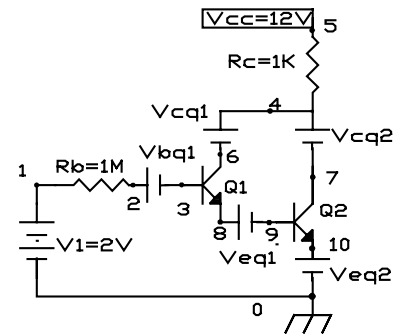 Vcc=12V
5
Rc=1K
4
Vcq1
Vcq2
Vbq1
6
1
Rb=1M
Q1
7
2
3
Q2
8
9
10
V1=2V
Veq1
Veq2
0